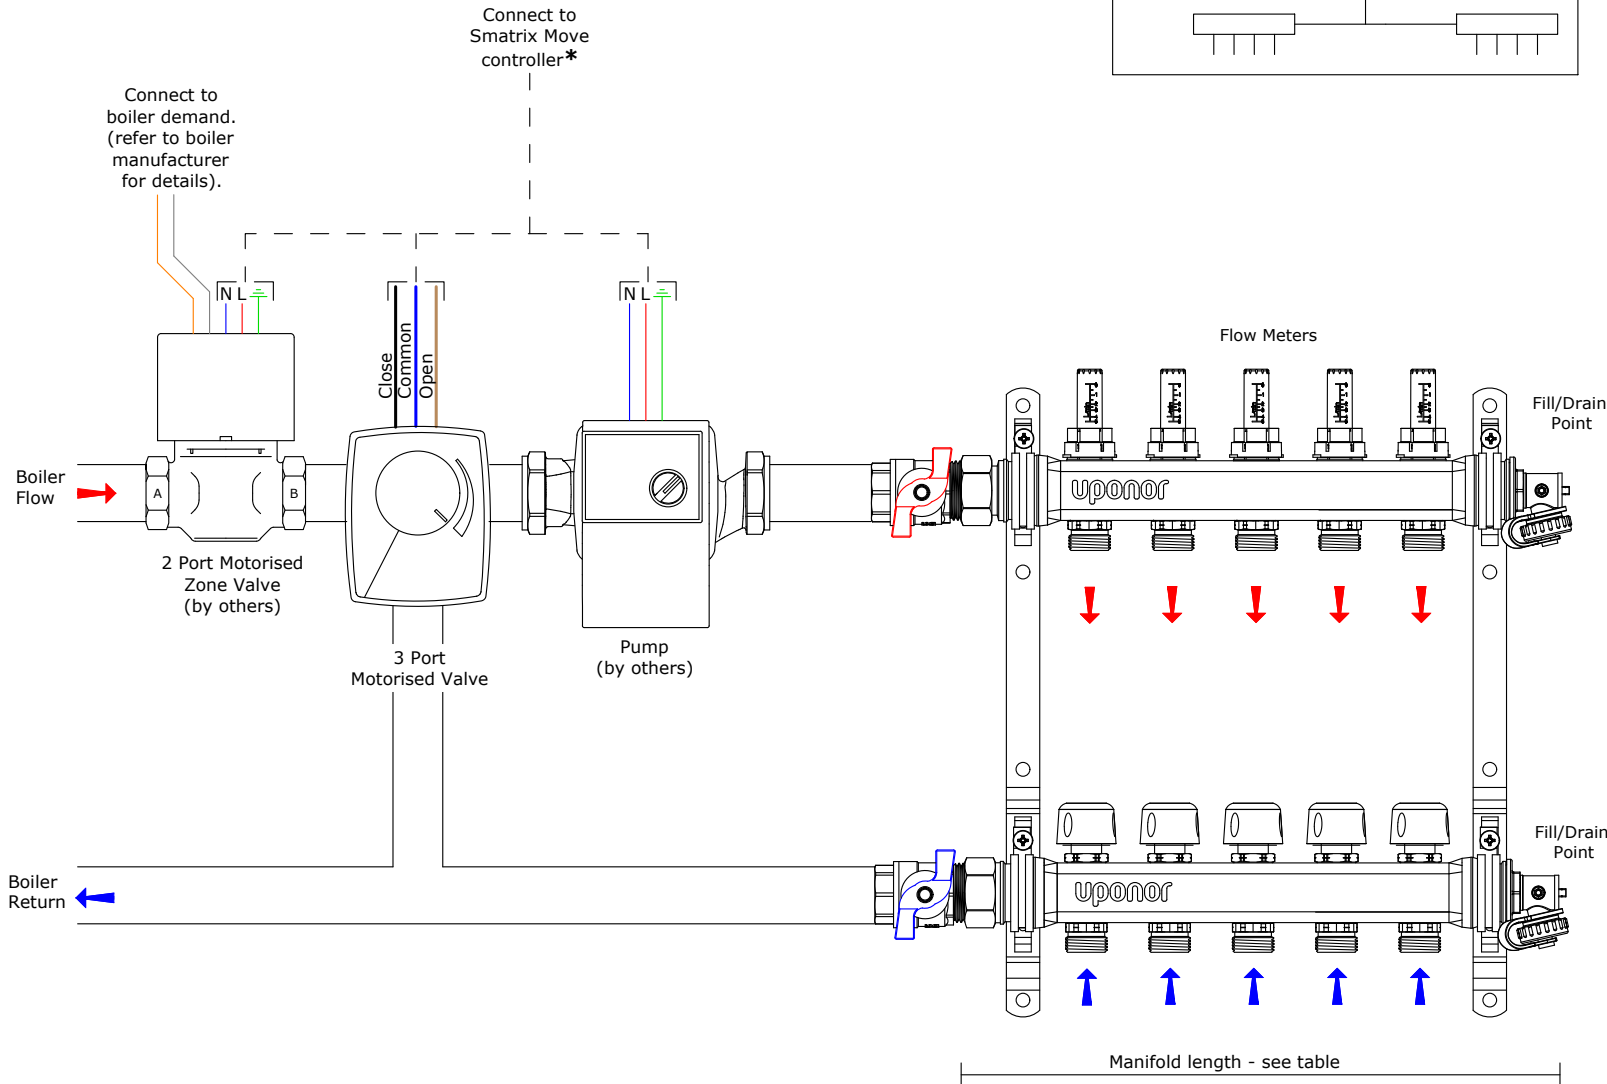 Connect to
Smatrix Move
controller*
Connect to
boiler demand.
(refer to boiler
manufacturer
for details).
N L
Close
Common
Open
N L
Flow Meters
Fill/Drain
Point
Boiler
Flow
A
B
uponor
2 Port Motorised
Zone Valve
(by others)
3 Port
Motorised Valve
Pump
(by others)
Fill/Drain
Point
Boiler
Return
uponor
Manifold length - see table